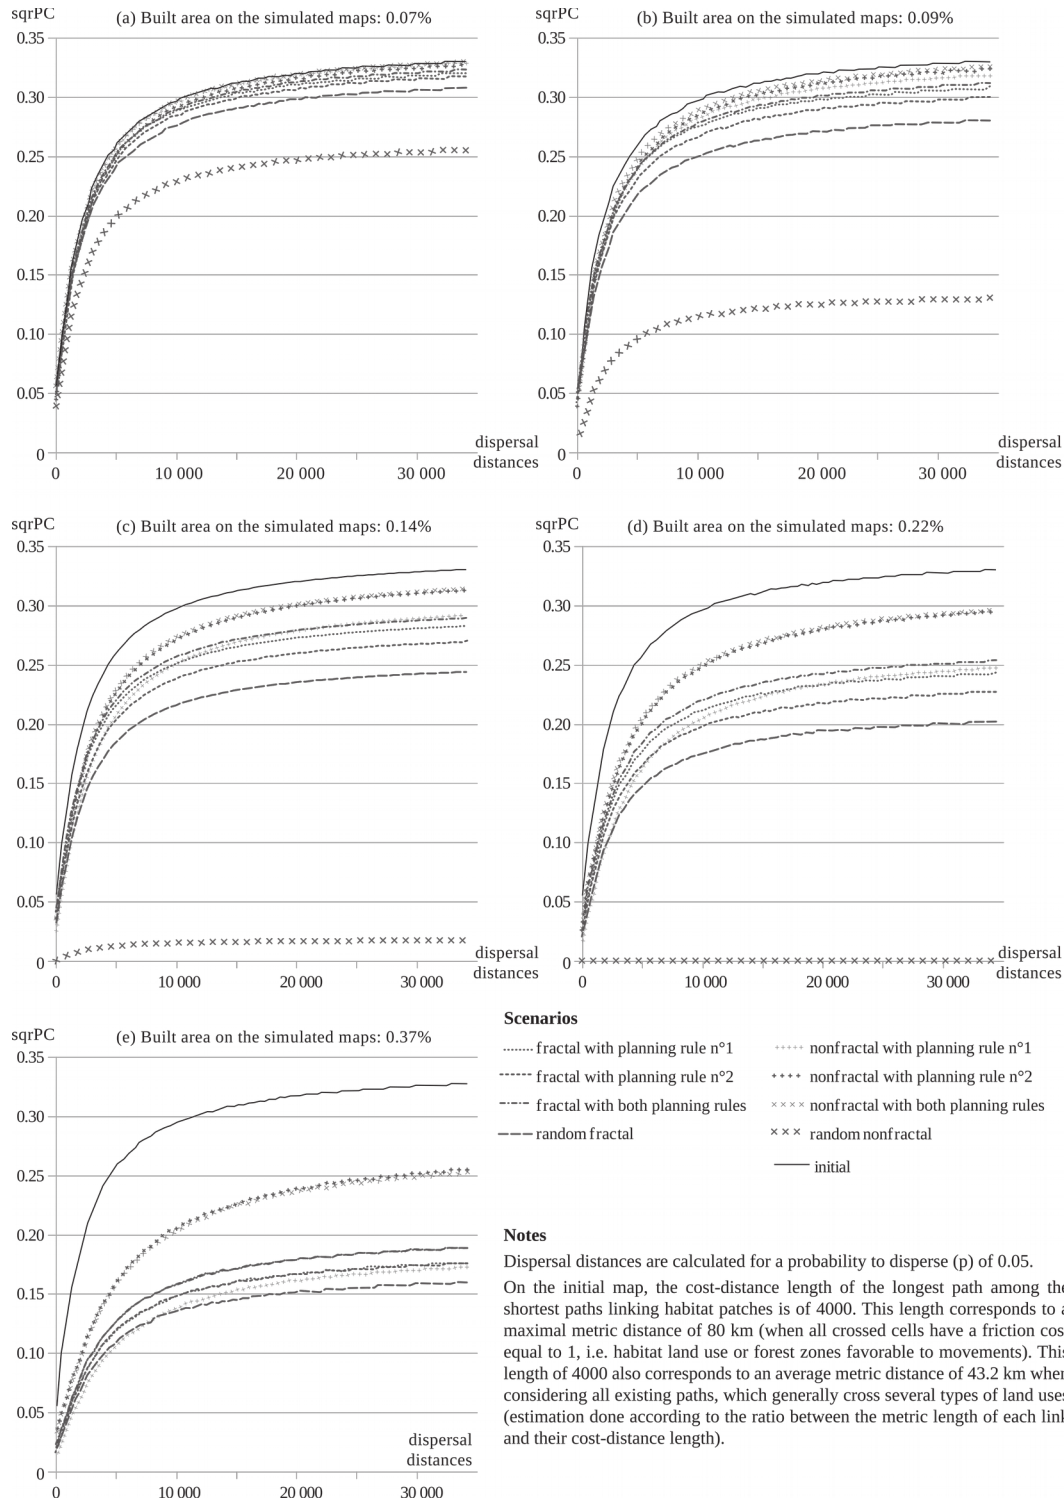 sqrPC
(a) Built area on the simulated maps: 0.07%
0.35
0.30
0.25
0.20
0.15
0.10
0.05
0
0
10 000
20 000
30 000
dispersal
distances
sqrPC
(b) Built area on the simulated maps: 0.09%
0.35
0.30
0.25
0.20
0.15
0.10
0.05
0
0
10 000
20 000
30 000
dispersal
distances
sqrPC
(c) Built area on the simulated maps: 0.14%
0.35
0.30
0.25
0.20
0.15
0.10
0.05
0
0
10 000
20 000
30 000
dispersal
distances
sqrPC
(d) Built area on the simulated maps: 0.22%
0.35
0.30
0.25
0.20
0.15
0.10
0.05
0
0
10 000
20 000
30 000
dispersal
distances
sqrPC
(e) Built area on the simulated maps: 0.37%
0.35
0.30
0.25
0.20
0.15
0.10
0.05
0
0
10 000
20 000
30 000
dispersal
distances
Scenarios
fractal with planning rule n°1
fractal with planning rule n°2
fractal with both planning rules
random fractal
nonfractal with planning rule n°1
nonfractal with planning rule n°2
nonfractal with both planning rules
random nonfractal
initial
Notes
Dispersal distances are calculated for a probability to disperse (p) of 0.05.
On the initial map, the cost-distance length of the longest path among the
shortest paths linking habitat patches is of 4000. This length corresponds to a
maximal metric distance of 80 km (when all crossed cells have a friction cos
equal to 1, i.e. habitat land use or forest zones favorable to movements). This
length of 4000 also corresponds to an average metric distance of 43.2 km when
considering all existing paths, which generally cross several types of land uses
(estimation done according to the ratio between the metric length of each link
and their cost-distance length).